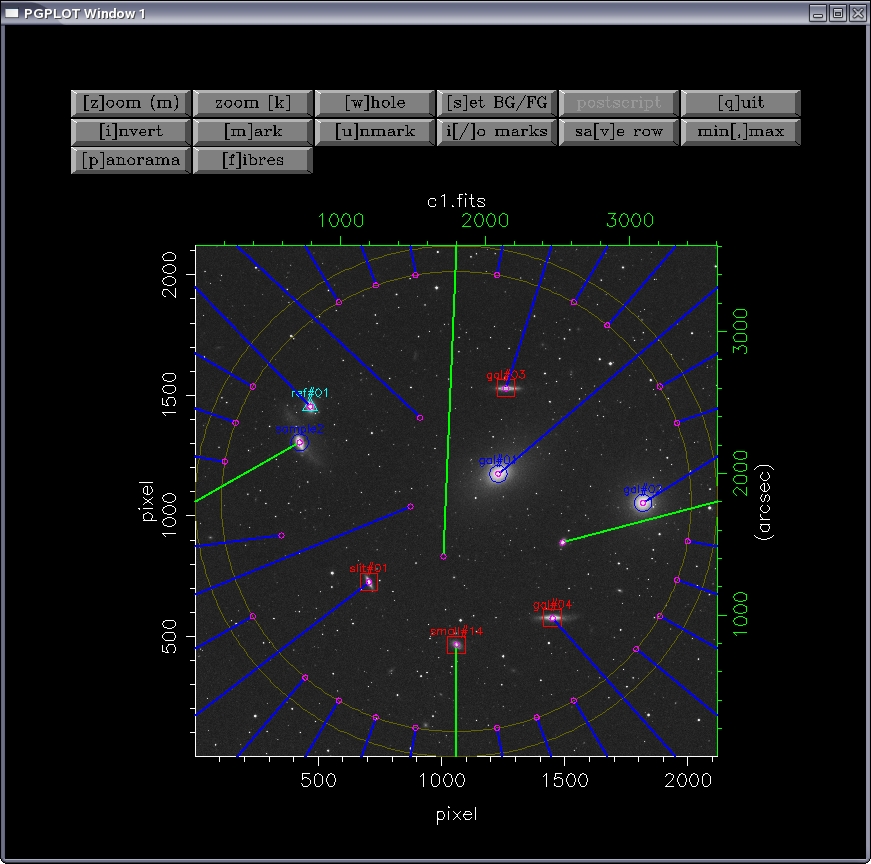 PGPLOT Window 1
[z]oom (m) zoom [k] [w]hole [s]et BG/FG postscript [q]uit
[i]nvert [m]ark [u]nmark i[/]o marks sa[v]e row min[,]max
[p]anorama [f]ibres
c1.fits
1000 2000 3000
2000
3000
gal#03
ref#01
1500
sample2
gal#01
2000
gal#02
pixel
1000
(arcsec)
slit#01
gal#04
1000
small#14
500
500 1000 1500 2000
pixel